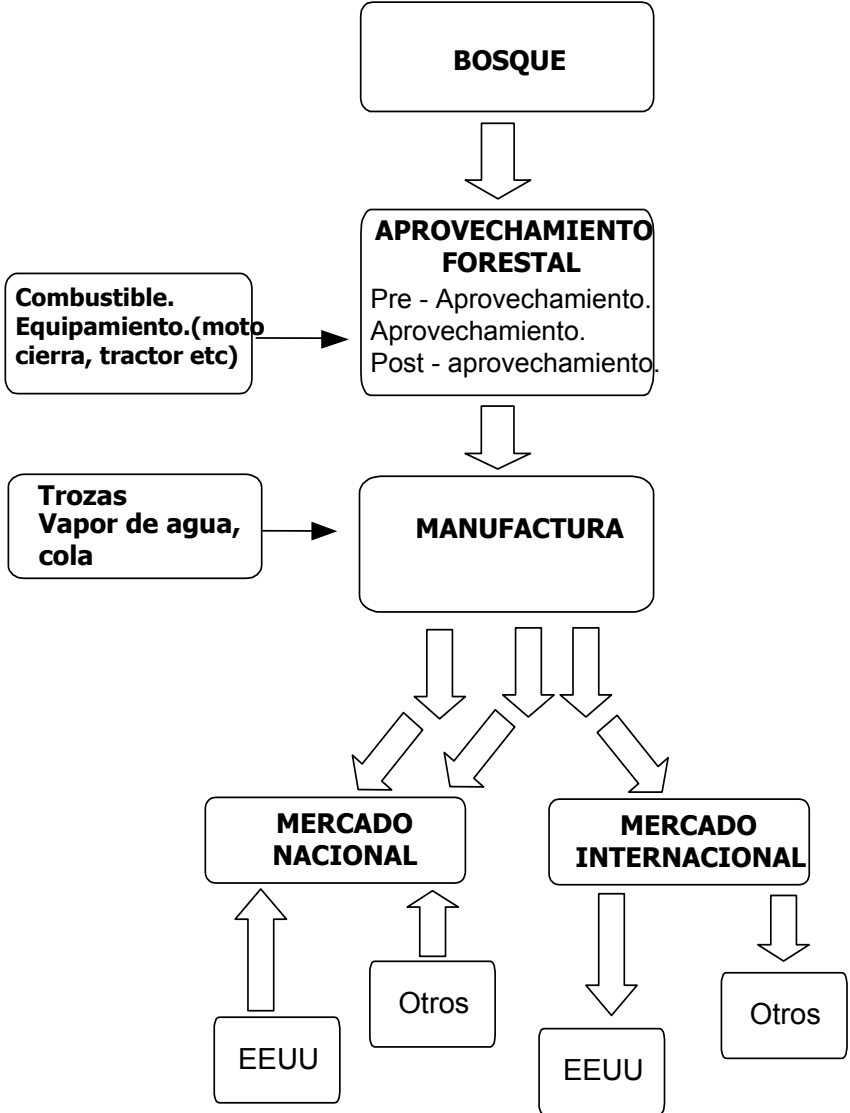 BOSQUE
APROVECHAMIENTO
FORESTAL
Pre - Aprovechamiento.
Aprovechamiento.
Post - aprovechamiento.
Combustible.
Equipamiento.(moto
cierra, tractor etc)
Trozas
Vapor de agua,
cola
MANUFACTURA
MERCADO
NACIONAL
MERCADO
INTERNACIONAL
EEUU
Otros
EEUU
Otros